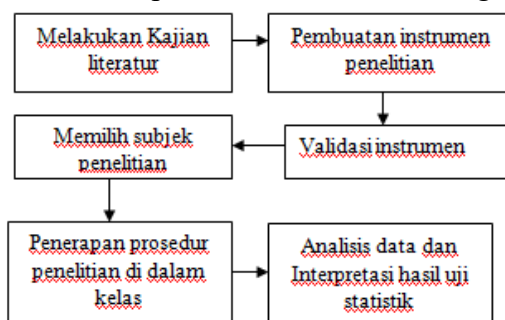 Melakukan Kajian
literatur
Pembuatan instrumen
penelitian
Validasi instrumen
Memilih subjek
penelitian
Penerapan prosedur
penelitian di dalam
kelas
Analisis data dan
Interpretasi hasil uji
statistik